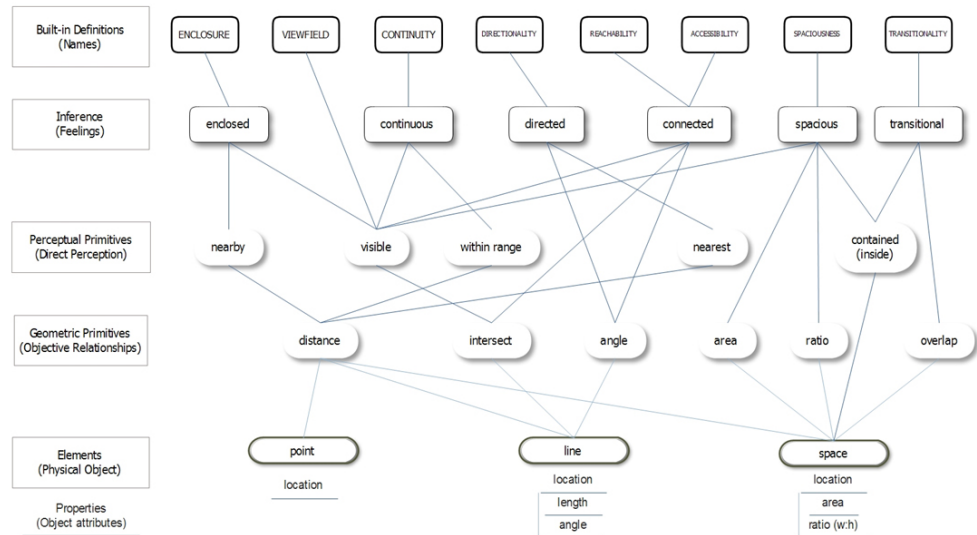 Built-in Definitions
(Names)
ENCLOSURE
VIEWFIELD
CONTINUITY
DIRECTIONALITY
REACHABILITY
ACCESSIBILITY
SPACIOUSNESS
TRANSITIONALITY
Inference
(Feelings)
enclosed
continuous
directed
connected
spacious
transitional
Perceptual Primitives
(Direct Perception)
nearby
visible
within range
nearest
contained
(inside)
Geometric Primitives
(Objective Relationships)
distance
intersect
angle
area
ratio
overlap
Elements
(Physical Object)
point
line
space
Properties
(Object attributes)
location
location
length
angle
location
area
ratio (w:h)